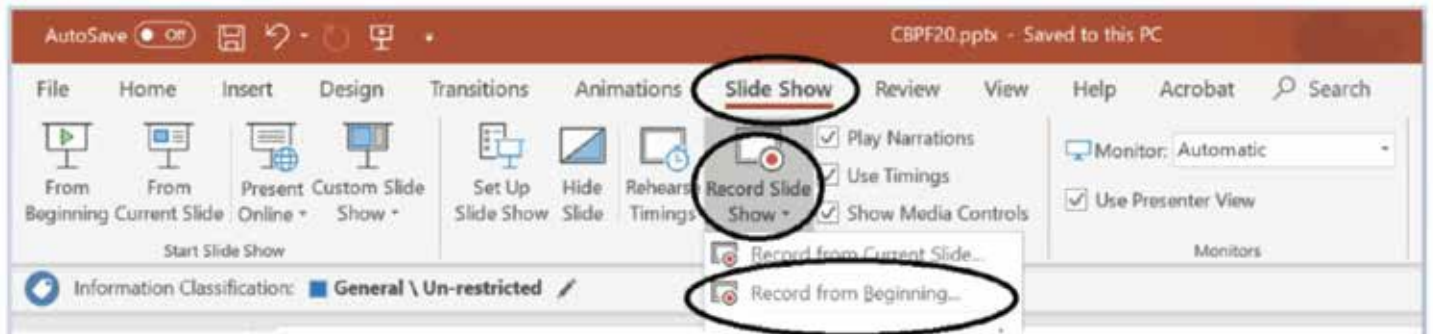 AutoSave Off CBPF20.pptx - Saved to this PC
File Home Insert Design Transitions Animations Slide Show Review View Help Acrobat Search
From Beginning
From Current Slide
Present Online
Custom Slide Show
Start Slide Show
Set Up Slide Show
Hide Slide
Rehearse Timings
Record Slide Show
Play Narrations
Use Timings
Show Media Controls
Monitor: Automatic
Use Presenter View
Monitors
Record from Current Slide...
Record from Beginning...
Information Classification: General \ Un-restricted